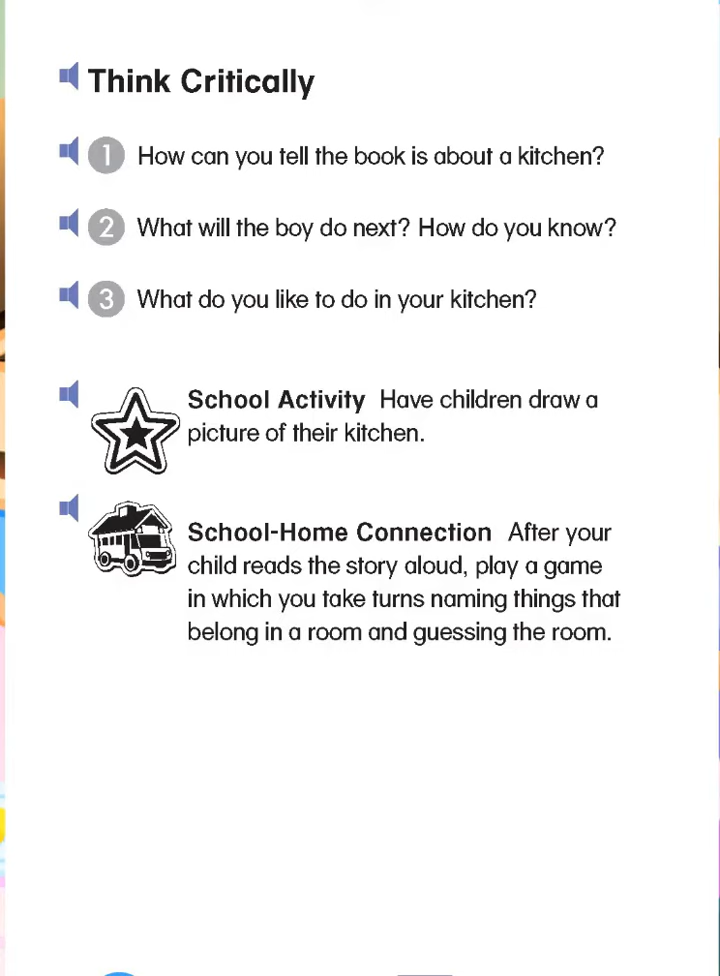 Think Critically
1 How can you tell the book is about a kitchen?
2 What will the boy do next? How do you know?
3 What do you like to do in your kitchen?
School Activity Have children draw a
picture of their kitchen.
School-Home Connection After your
child reads the story aloud, play a game
in which you take turns naming things that
belong in a room and guessing the room.